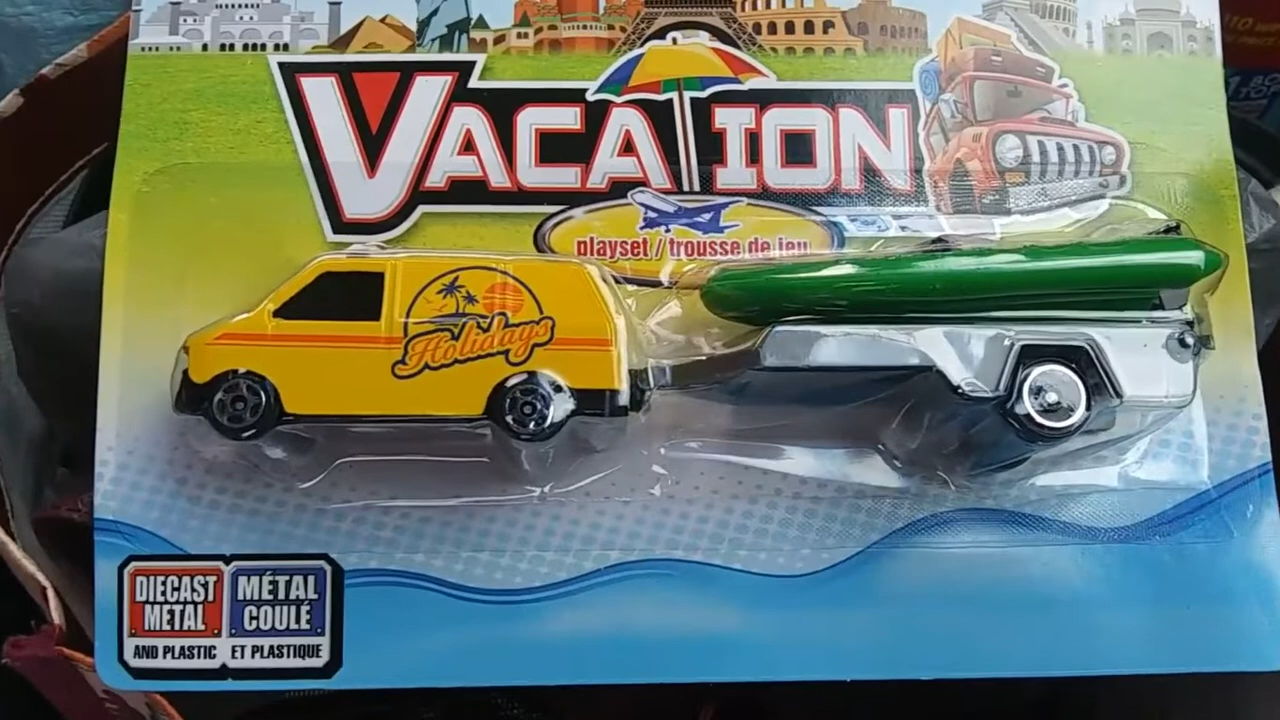 VACATION
playset / trousse de jeu
Holidays
DIECAST METAL
MÉTAL COULÉ
AND PLASTIC
ET PLASTIQUE